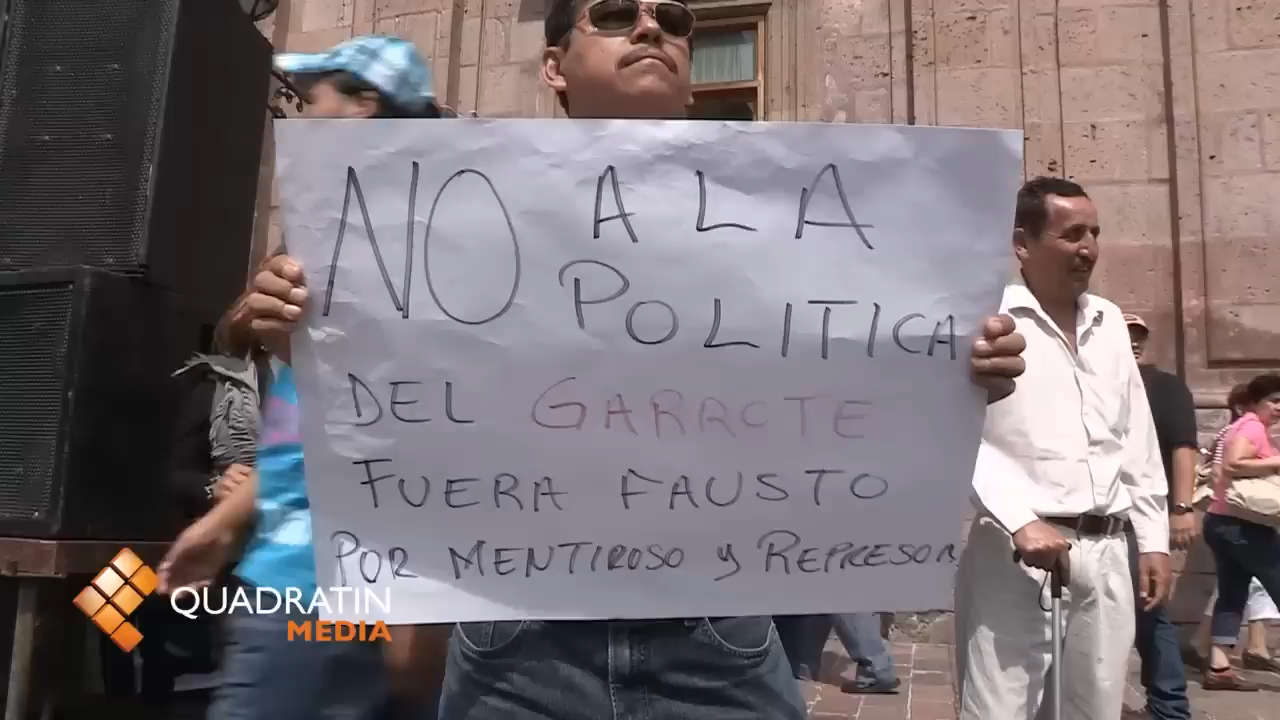 NO A LA
POLITICA
DEL GARROTE
FUERA FAUSTO
POR MENTIROSO y REPRESOR
QUADRATIN
MEDIA